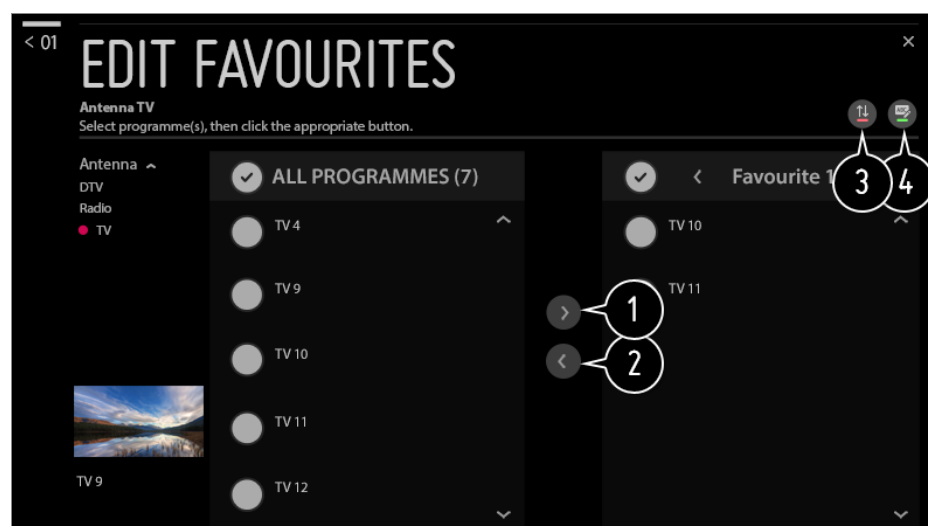 < 01
EDIT FAVOURITES
Antenna TV
Select programme(s), then click the appropriate button.
Antenna
DTV
Radio
TV
TV 9
ALL PROGRAMMES (7)
TV 4
TV 9
TV 10
TV 11
TV 12
Favourite 1
TV 10
TV 11
1
2
3
4